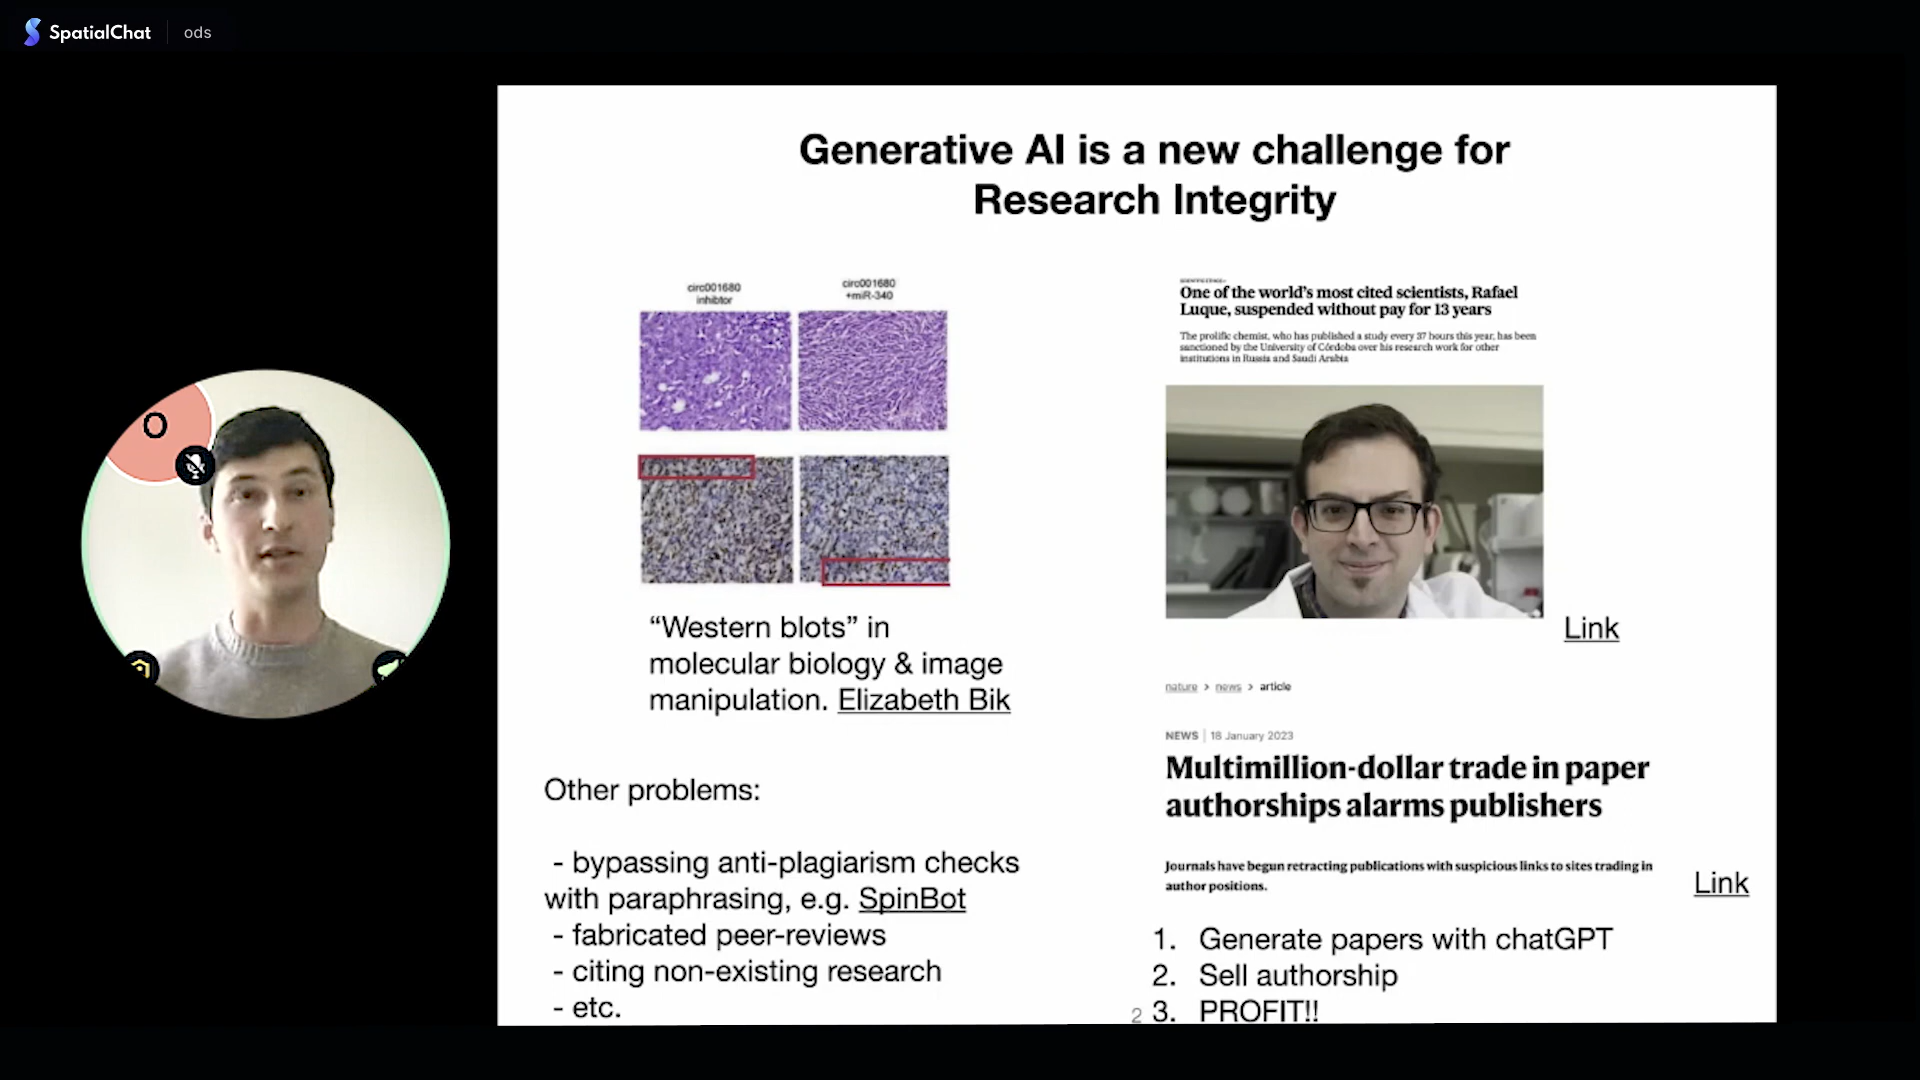 SpatialChat
ods
Generative AI is a new challenge for
Research Integrity
circ001680
inhibtor
circ001680
+miR-340
"Western blots" in
molecular biology & image
manipulation. Elizabeth Bik
Other problems:
- bypassing anti-plagiarism checks
with paraphrasing, e.g. SpinBot
- fabricated peer-reviews
- citing non-existing research
- etc.
One of the world's most cited scientists, Rafael
Luque, suspended without pay for 13 years
The prolific chemist, who has published a study every 37 hours this year, has been
sanctioned by the University of Córdoba over his research work for other
institutions in Russia and Saudi Arabia
Link
nature > news > article
NEWS | 18 January 2023
Multimillion-dollar trade in paper
authorships alarms publishers
Journals have begun retracting publications with suspicious links to sites trading in
author positions.
Link
1. Generate papers with chatGPT
2. Sell authorship
3. PROFIT!!
2
O